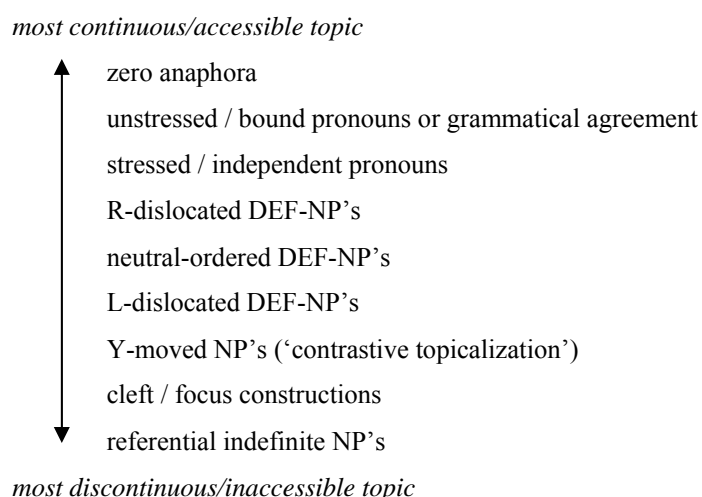 most continuous/accessible topic
zero anaphora
unstressed / bound pronouns or grammatical agreement
stressed / independent pronouns
R-dislocated DEF-NP’s
neutral-ordered DEF-NP’s
L-dislocated DEF-NP’s
Y-moved NP’s (‘contrastive topicalization’)
cleft / focus constructions
referential indefinite NP’s
most discontinuous/inaccessible topic